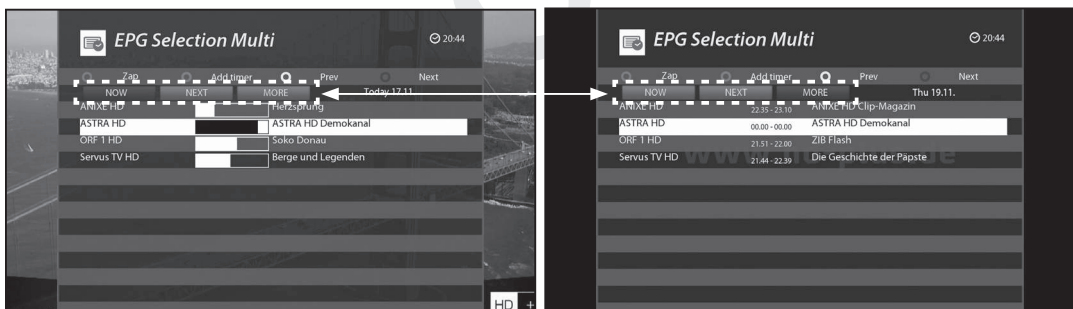 EPG Selection Multi
20:44
Zap Add timer Prev Next
NOW NEXT MORE Today 17.11.
ANIXE HD Herzsprung
ASTRA HD ASTRA HD Demokanal
ORF 1 HD Soko Donau
Servus TV HD Berge und Legenden
HD +
EPG Selection Multi
20:44
Zap Add timer Prev Next
NOW NEXT MORE Thu 19.11.
ANIXE HD 22.35 - 23.10 ANIXE HD Clip-Magazin
ASTRA HD 00.00 - 00.00 ASTRA HD Demokanal
ORF 1 HD 21.51 - 22.00 ZIB Flash
Servus TV HD 21.44 - 22.39 Die Geschichte der Päpste